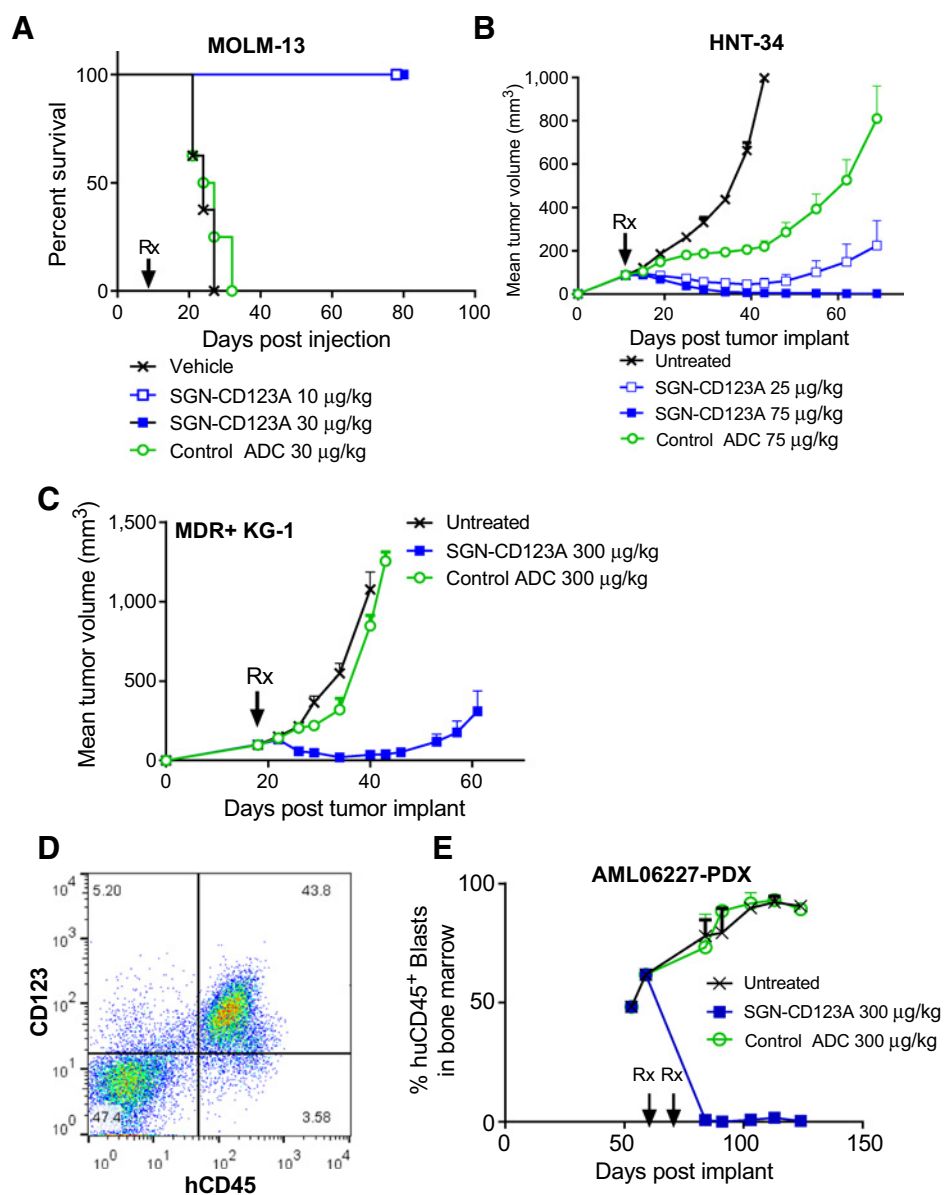 A
MOLM-13
Percent survival
100
50
0
Rx
0 20 40 60 80 100
Days post injection
Vehicle
SGN-CD123A 10 μg/kg
SGN-CD123A 30 μg/kg
Control ADC 30 μg/kg
B
HNT-34
Mean tumor volume (mm³)
1,000
800
600
400
200
0
Rx
0 20 40 60
Days post tumor implant
Untreated
SGN-CD123A 25 μg/kg
SGN-CD123A 75 μg/kg
Control ADC 75 μg/kg
C
MDR+ KG-1
Mean tumor volume (mm³)
1,500
1,000
500
0
Rx
0 20 40 60
Days post tumor implant
Untreated
SGN-CD123A 300 μg/kg
Control ADC 300 μg/kg
D
CD123
10⁴
10³
10²
10¹
10⁰
5.20 43.8
47.4 3.58
10⁰ 10¹ 10² 10³ 10⁴
hCD45
E
AML06227-PDX
% huCD45⁺ Blasts
in bone marrow
100
50
0
Rx Rx
0 50 100 150
Days post implant
Untreated
SGN-CD123A 300 μg/kg
Control ADC 300 μg/kg